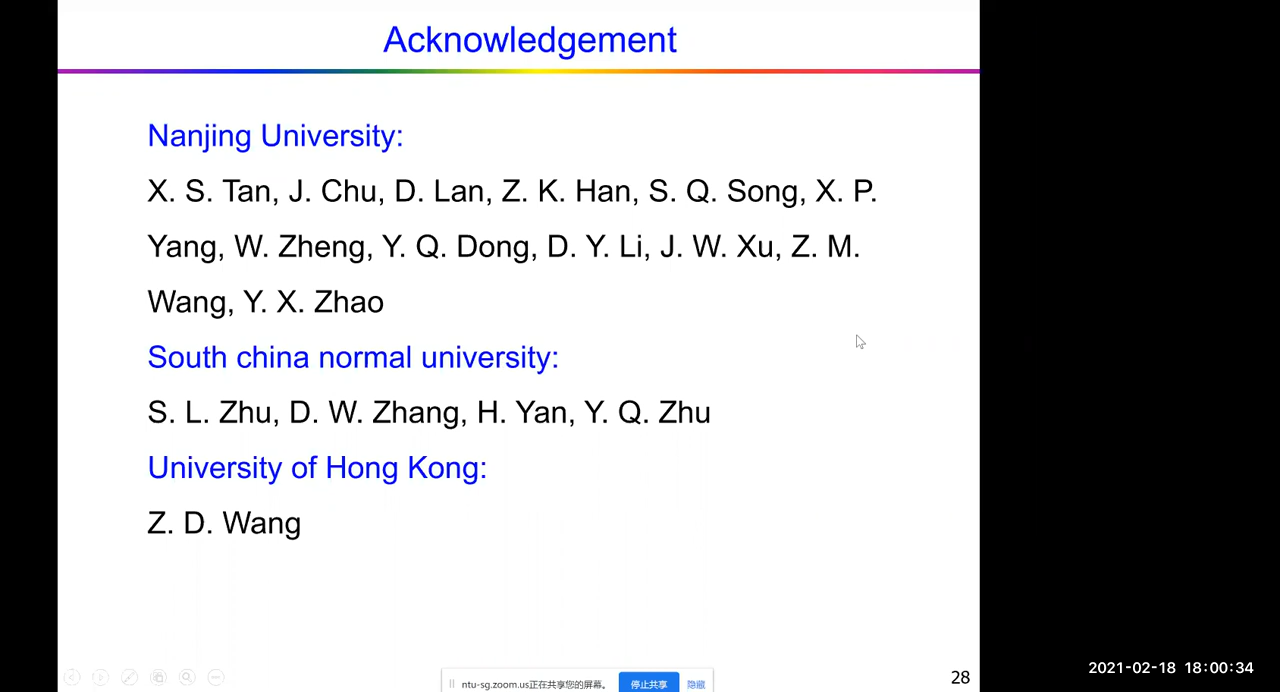 Acknowledgement
Nanjing University:
X. S. Tan, J. Chu, D. Lan, Z. K. Han, S. Q. Song, X. P.
Yang, W. Zheng, Y. Q. Dong, D. Y. Li, J. W. Xu, Z. M.
Wang, Y. X. Zhao
South china normal university:
S. L. Zhu, D. W. Zhang, H. Yan, Y. Q. Zhu
University of Hong Kong:
Z. D. Wang
28
2021-02-18 18:00:34
ntu-sg.zoom.us正在共享您的屏幕。 停止共享 隐藏